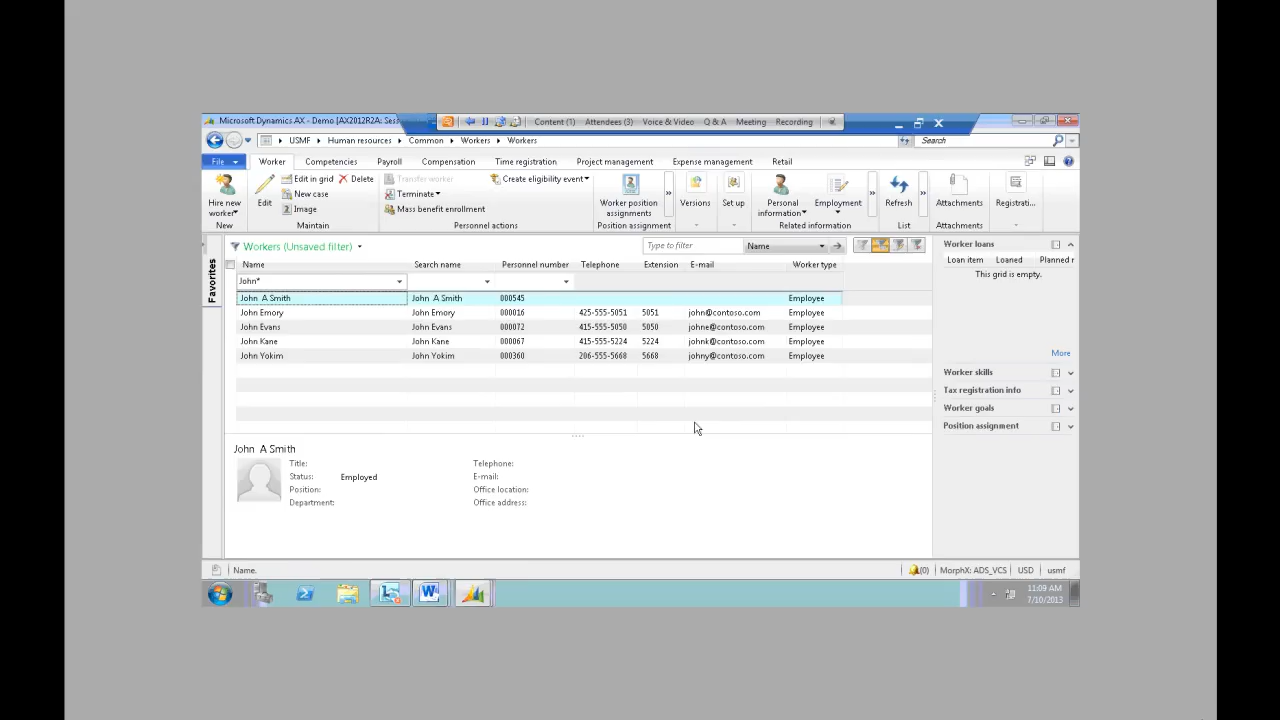 Microsoft Dynamics AX - Demo [AX2012R2A: Ses
Content (1) Attendees (3) Voice & Video Q & A Meeting Recording
USMF Human resources Common Workers Workers Search
File Worker Competencies Payroll Compensation Time registration Project management Expense management Retail
Hire new worker
New
Edit
Edit in grid Delete
New case
Image
Maintain
Transfer worker
Terminate
Mass benefit enrollment
Create eligibility event
Personnel actions
Worker position assignments
Position assignment
Versions
Set up
Personal information
Employment
Related information
Refresh
List
Attachments
Attachments
Registrati...
Favorites
Workers (Unsaved filter) Type to filter Name
Name Search name Personnel number Telephone Extension E-mail Worker type
John*
John A Smith John A Smith 000545 Employee
John Emory John Emory 000016 425-555-5051 5051 john@contoso.com Employee
John Evans John Evans 000072 415-555-5050 5050 johne@contoso.com Employee
John Kane John Kane 000067 415-555-5224 5224 johnk@contoso.com Employee
John Yokim John Yokim 000360 206-555-5668 5668 johny@contoso.com Employee
John A Smith
Title:
Status: Employed
Position:
Department:
Telephone:
E-mail:
Office location:
Office address:
Worker loans
Loan item Loaned Planned r
This grid is empty.
More
Worker skills
Tax registration info
Worker goals
Position assignment
Name. (0) MorphX: ADS_VCS USD usmf
11:09 AM
7/10/2013